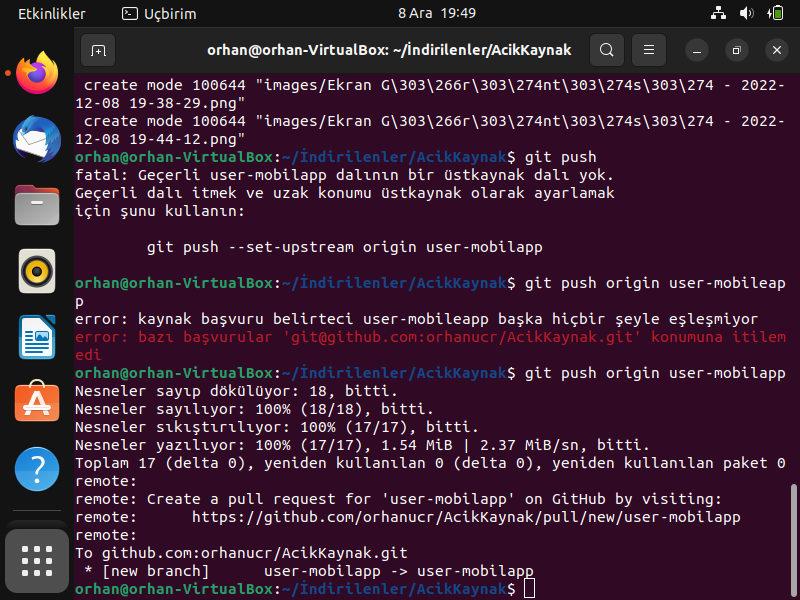 Etkinlikler
Uçbirim
8 Ara 19:49
orhan@orhan-VirtualBox: ~/İndirilenler/AcikKaynak
 create mode 100644 "images/Ekran G\303\266r\303\274nt\303\274s\303\274 - 2022-
12-08 19-38-29.png"
 create mode 100644 "images/Ekran G\303\266r\303\274nt\303\274s\303\274 - 2022-
12-08 19-44-12.png"
orhan@orhan-VirtualBox:~/İndirilenler/AcikKaynak$ git push
fatal: Geçerli user-mobilapp dalının bir üstkaynak dalı yok.
Geçerli dalı itmek ve uzak konumu üstkaynak olarak ayarlamak
için şunu kullanın:
        git push --set-upstream origin user-mobilapp
orhan@orhan-VirtualBox:~/İndirilenler/AcikKaynak$ git push origin user-mobileap
p
error: kaynak başvuru belirteci user-mobileapp başka hiçbir şeyle eşleşmiyor
error: bazı başvurular 'git@github.com:orhanucr/AcikKaynak.git' konumuna itilem
edi
orhan@orhan-VirtualBox:~/İndirilenler/AcikKaynak$ git push origin user-mobilapp
Nesneler sayıp dökülüyor: 18, bitti.
Nesneler sayılıyor: 100% (18/18), bitti.
Nesneler sıkıştırılıyor: 100% (17/17), bitti.
Nesneler yazılıyor: 100% (17/17), 1.54 MiB | 2.37 MiB/sn, bitti.
Toplam 17 (delta 0), yeniden kullanılan 0 (delta 0), yeniden kullanılan paket 0
remote:
remote: Create a pull request for 'user-mobilapp' on GitHub by visiting:
remote:      https://github.com/orhanucr/AcikKaynak/pull/new/user-mobilapp
remote:
To github.com:orhanucr/AcikKaynak.git
 * [new branch]      user-mobilapp -> user-mobilapp
orhan@orhan-VirtualBox:~/İndirilenler/AcikKaynak$